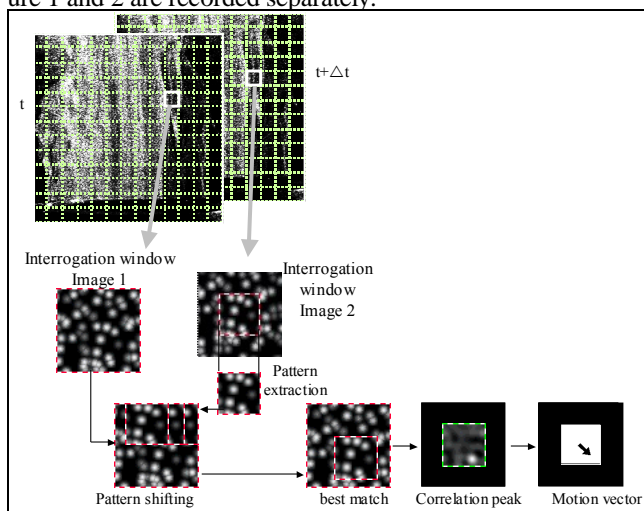 ure 1 and 2 are recorded separately.
t
t+△t
Interrogation window
Image 1
Interrogation
window
Image 2
Pattern
extraction
Pattern shifting
best match
Correlation peak
Motion vector